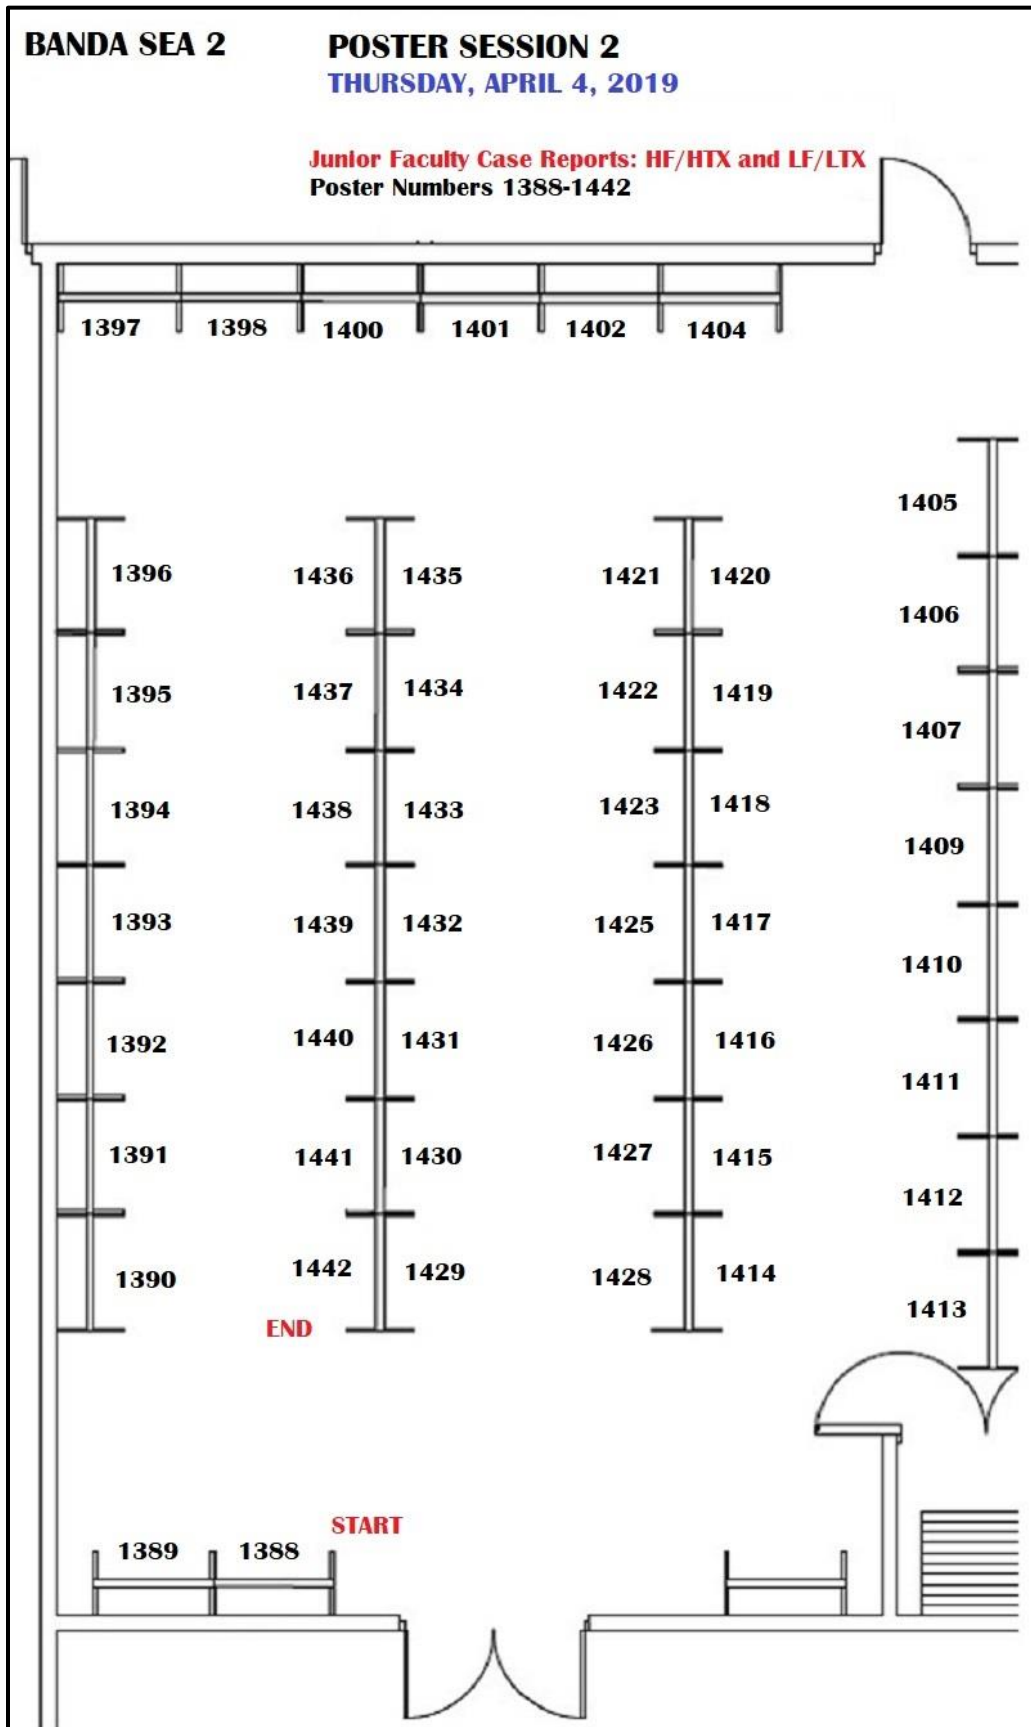 BANDA SEA 2 POSTER SESSION 2
THURSDAY, APRIL 4, 2019
Junior Faculty Case Reports: HF/HTX and LF/LTX
Poster Numbers 1388-1442
1397 1398 1400 1401 1402 1404
1405
1396 1436 1435 1421 1420
1406
1395 1437 1434 1422 1419
1407
1394 1438 1433 1423 1418
1409
1393 1439 1432 1425 1417
1410
1392 1440 1431 1426 1416
1411
1391 1441 1430 1427 1415
1412
1390 1442 1429 1428 1414
1413
END
START
1389 1388